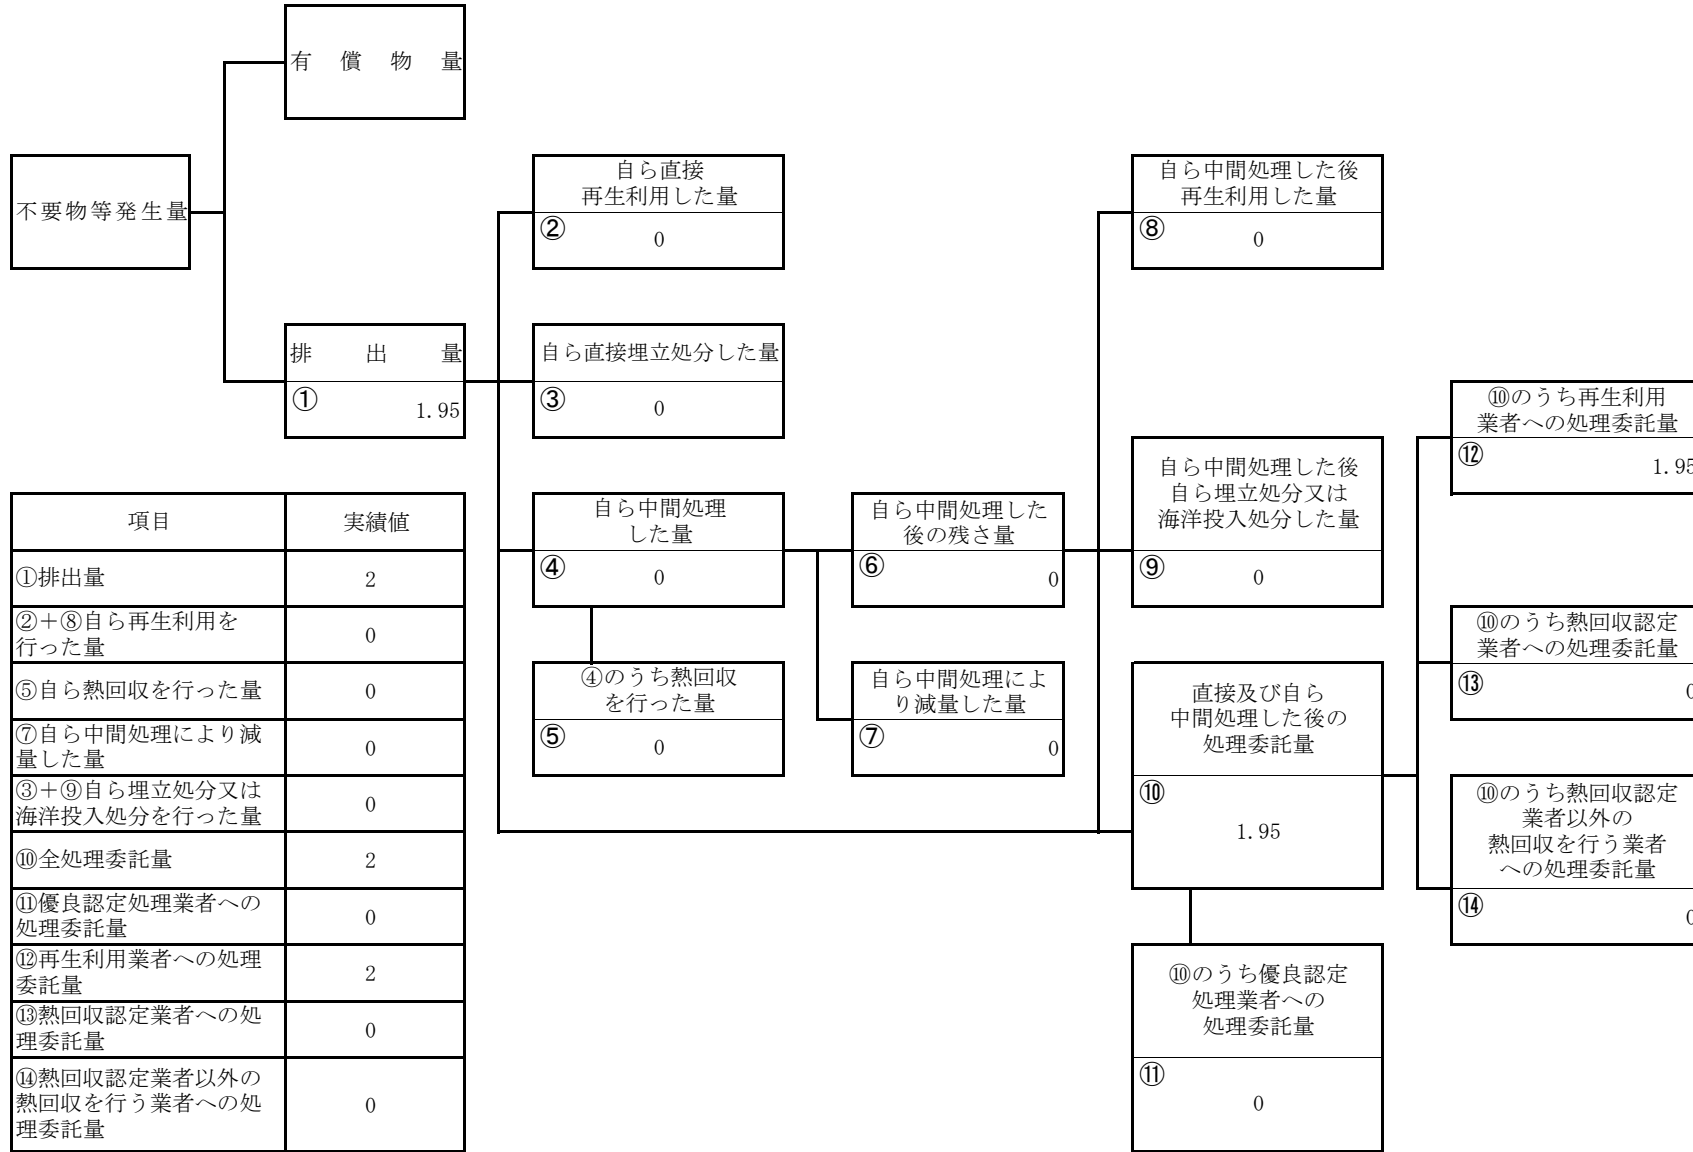 有償物量
不要物等発生量
自ら直接
再生利用した量
②
0
自ら中間処理した後
再生利用した量
⑧
0
排出量
①
1.95
自ら直接埋立処分した量
③
0
⑩のうち再生利用
業者への処理委託量
⑫
1.95
自ら中間処理
した量
④
0
自ら中間処理した
後の残さ量
⑥
0
自ら中間処理した後
自ら埋立処分又は
海洋投入処分した量
⑨
0
⑩のうち熱回収認定
業者への処理委託量
⑬
0
④のうち熱回収
を行った量
⑤
0
自ら中間処理によ
り減量した量
⑦
0
直接及び自ら
中間処理した後の
処理委託量
⑩
1.95
⑩のうち熱回収認定
業者以外の
熱回収を行う業者
への処理委託量
⑭
0
⑩のうち優良認定
処理業者への
処理委託量
⑪
0
項目 実績値
①排出量 2
②＋⑧自ら再生利用を
行った量 0
⑤自ら熱回収を行った量 0
⑦自ら中間処理により減
量した量 0
③＋⑨自ら埋立処分又は
海洋投入処分を行った量 0
⑩全処理委託量 2
⑪優良認定処理業者への
処理委託量 0
⑫再生利用業者への処理
委託量 2
⑬熱回収認定業者への処
理委託量 0
⑭熱回収認定業者以外の
熱回収を行う業者への処
理委託量 0